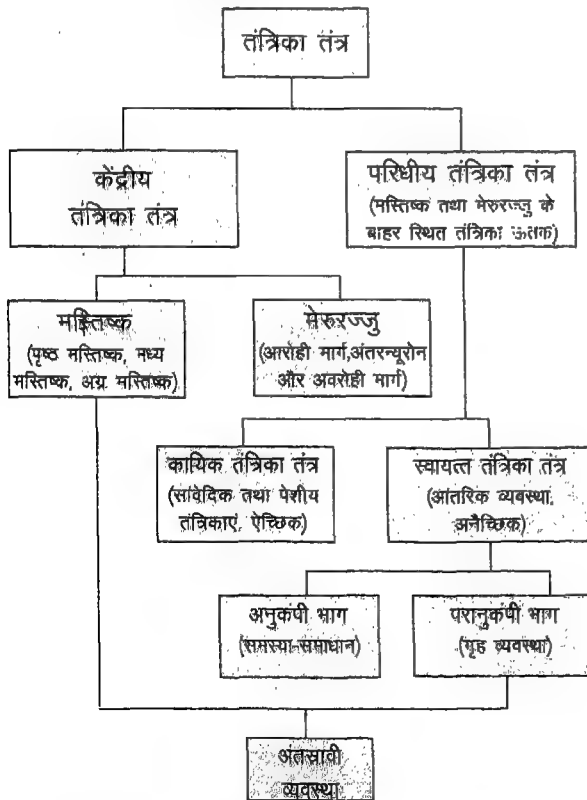 तंत्रिका तंत्र
केंद्रीय
तंत्रिका तंत्र
परिधीय तंत्रिका तंत्र
(मस्तिष्क तथा मेरुरज्जु के
बाहर स्थित तंत्रिका ऊतक)
मस्तिष्क
(पृष्ठ मस्तिष्क, मध्य
मस्तिष्क, अग्र मस्तिष्क)
मेरुरज्जु
(आरोही मार्ग,अंतरन्यूरोन
और अवरोही मार्ग)
कायिक तंत्रिका तंत्र
(सांवेदिक तथा पेशीय
तंत्रिकाएं, ऐच्छिक)
स्वायत्त तंत्रिका तंत्र
(आंतरिक व्यवस्था,
अनैच्छिक)
अनुकंपी भाग
(समस्या-समाधान)
परानुकंपी भाग
(गृह व्यवस्था)
अंतस्रावी
व्यवस्था